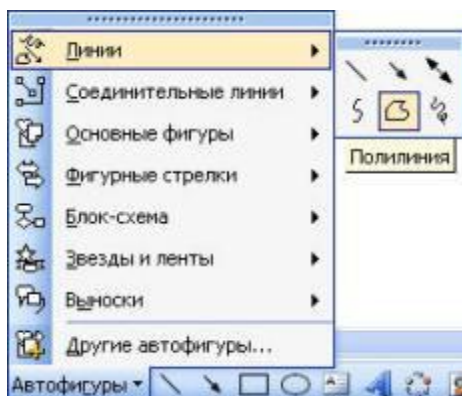 Линии
Соединительные линии
Основные фигуры
Полилиния
Фигурные стрелки
Блок-схема
Звезды и ленты
Выноски
Другие автофигуры...
Автофигуры